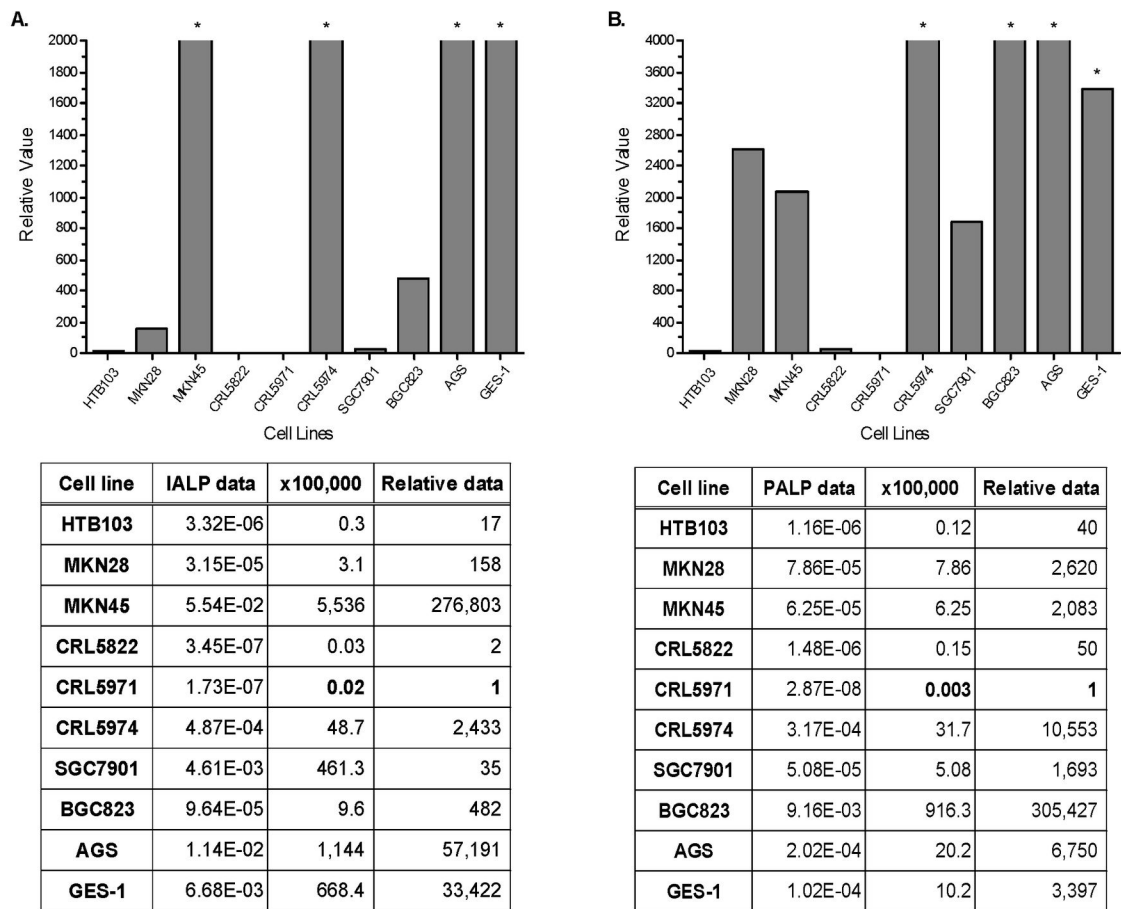 A.
* * * *
2000
1800
1600
1400
1200
1000
800
600
400
200
0
Relative Value
HTB103 MKN28 MKN45 CRL5822 CRL5971 CRL5974 SGC7901 BGC823 AGS GES-1
Cell Lines
Cell line IALP data x100,000 Relative data
HTB103 3.32E-06 0.3 17
MKN28 3.15E-05 3.1 158
MKN45 5.54E-02 5,536 276,803
CRL5822 3.45E-07 0.03 2
CRL5971 1.73E-07 0.02 1
CRL5974 4.87E-04 48.7 2,433
SGC7901 4.61E-03 461.3 35
BGC823 9.64E-05 9.6 482
AGS 1.14E-02 1,144 57,191
GES-1 6.68E-03 668.4 33,422
B.
* * * *
4000
3600
3200
2800
2400
2000
1600
1200
800
400
0
Relative Value
HTB103 MKN28 MKN45 CRL5822 CRL5971 CRL5974 SGC7901 BGC823 AGS GES-1
Cell Lines
Cell line PALP data x100,000 Relative data
HTB103 1.16E-06 0.12 40
MKN28 7.86E-05 7.86 2,620
MKN45 6.25E-05 6.25 2,083
CRL5822 1.48E-06 0.15 50
CRL5971 2.87E-08 0.003 1
CRL5974 3.17E-04 31.7 10,553
SGC7901 5.08E-05 5.08 1,693
BGC823 9.16E-03 916.3 305,427
AGS 2.02E-04 20.2 6,750
GES-1 1.02E-04 10.2 3,397